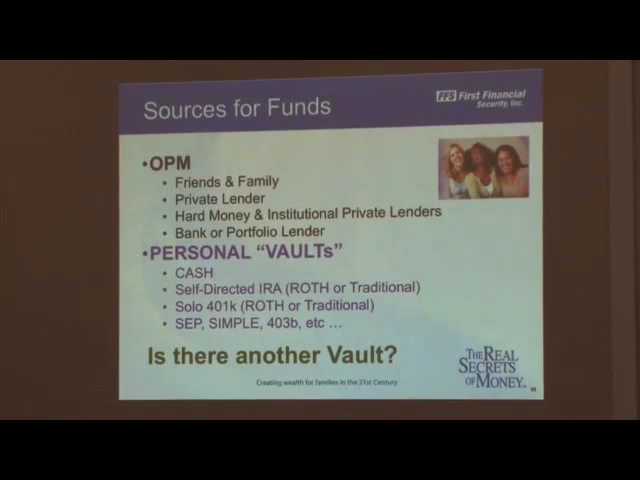 Sources for Funds
FFS First Financial
Security, Inc.
•OPM
• Friends & Family
• Private Lender
• Hard Money & Institutional Private Lenders
• Bank or Portfolio Lender
•PERSONAL “VAULTs”
• CASH
• Self-Directed IRA (ROTH or Traditional)
• Solo 401k (ROTH or Traditional)
• SEP, SIMPLE, 403b, etc ...
Is there another Vault?
THE REAL
SECRETS
OF MONEY
Creating wealth for families in the 21st Century